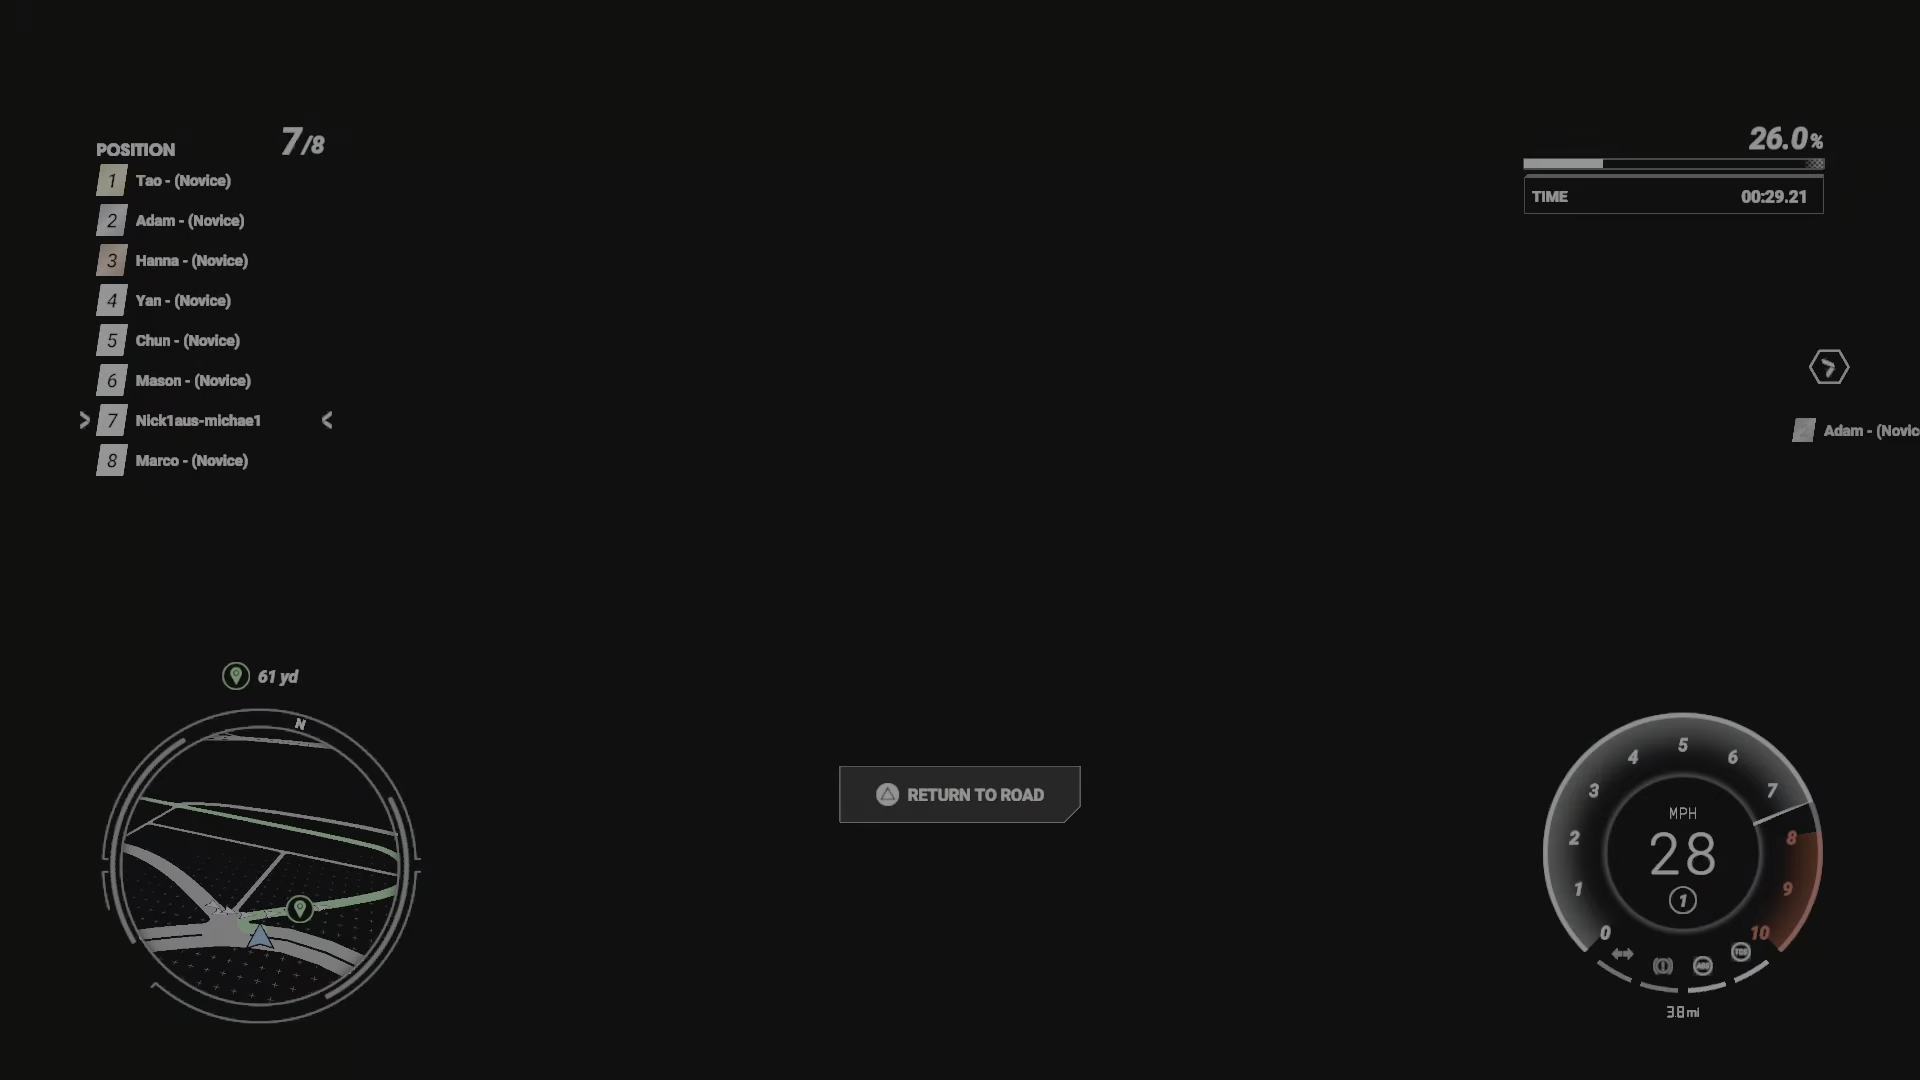 POSITION 7/8
1 Tao - (Novice)
2 Adam - (Novice)
3 Hanna - (Novice)
4 Yan - (Novice)
5 Chun - (Novice)
6 Mason - (Novice)
> 7 Nick1aus-michae1 <
8 Marco - (Novice)
26.0%
TIME 00:29.21
Adam - (Novic
61 yd
N
RETURN TO ROAD
0 1 2 3 4 5 6 7 8 9 10
MPH
28
1
ABS TCS
3.8 mi